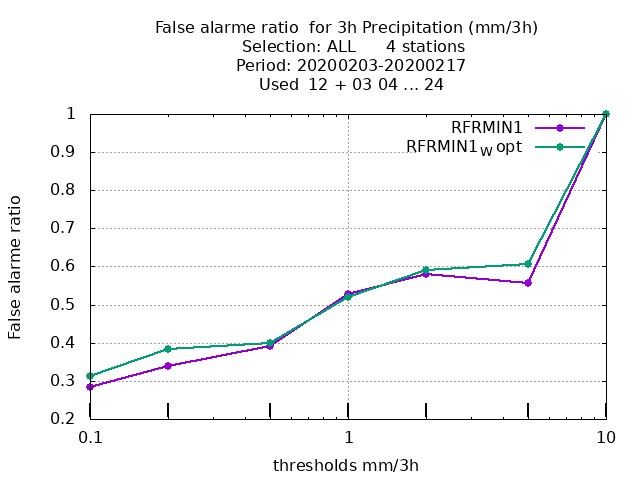 False alarme ratio  for 3h Precipitation (mm/3h)
Selection: ALL      4 stations
Period: 20200203-20200217
Used  12 + 03 04 ... 24
RFRMIN1
RFRMIN1W opt
1
0.9
0.8
0.7
0.6
0.5
0.4
0.3
0.2
False alarme ratio
0.1
1
10
thresholds mm/3h